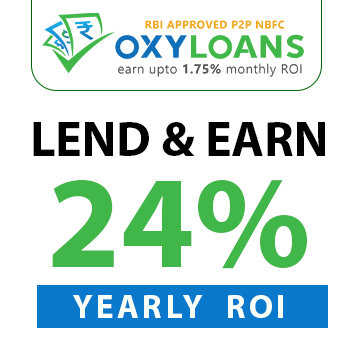 RBI APPROVED P2P NBFC
OXYLOANS
earn upto 1.75% monthly ROI
LEND & EARN
24%
YEARLY ROI